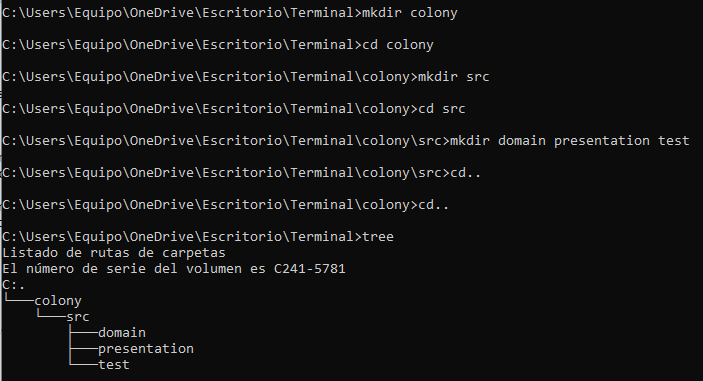 C:\Users\Equipo\OneDrive\Escritorio\Terminal>mkdir colony
C:\Users\Equipo\OneDrive\Escritorio\Terminal>cd colony
C:\Users\Equipo\OneDrive\Escritorio\Terminal\colony>mkdir src
C:\Users\Equipo\OneDrive\Escritorio\Terminal\colony>cd src
C:\Users\Equipo\OneDrive\Escritorio\Terminal\colony\src>mkdir domain presentation test
C:\Users\Equipo\OneDrive\Escritorio\Terminal\colony\src>cd..
C:\Users\Equipo\OneDrive\Escritorio\Terminal\colony>cd..
C:\Users\Equipo\OneDrive\Escritorio\Terminal>tree
Listado de rutas de carpetas
El número de serie del volumen es C241-5781
C:.
└───colony
    └───src
        ├───domain
        ├───presentation
        └───test